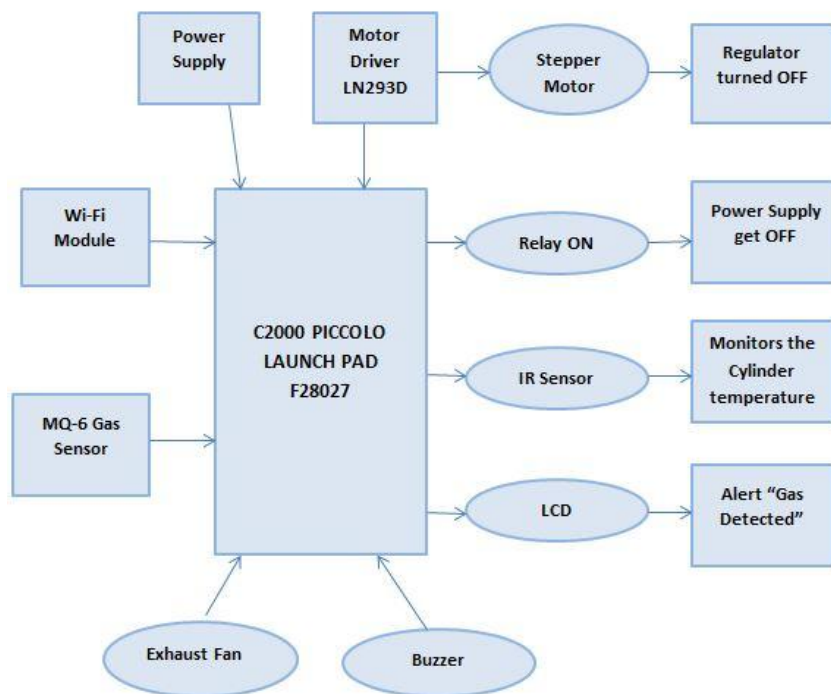 Power
Supply
Motor
Driver
LN293D
Stepper
Motor
Regulator
turned OFF
Wi-Fi
Module
Relay ON
Power Supply
get OFF
C2000 PICCOLO
LAUNCH PAD
F28027
IR Sensor
Monitors the
Cylinder
temperature
MQ-6 Gas
Sensor
LCD
Alert “Gas
Detected”
Exhaust Fan
Buzzer